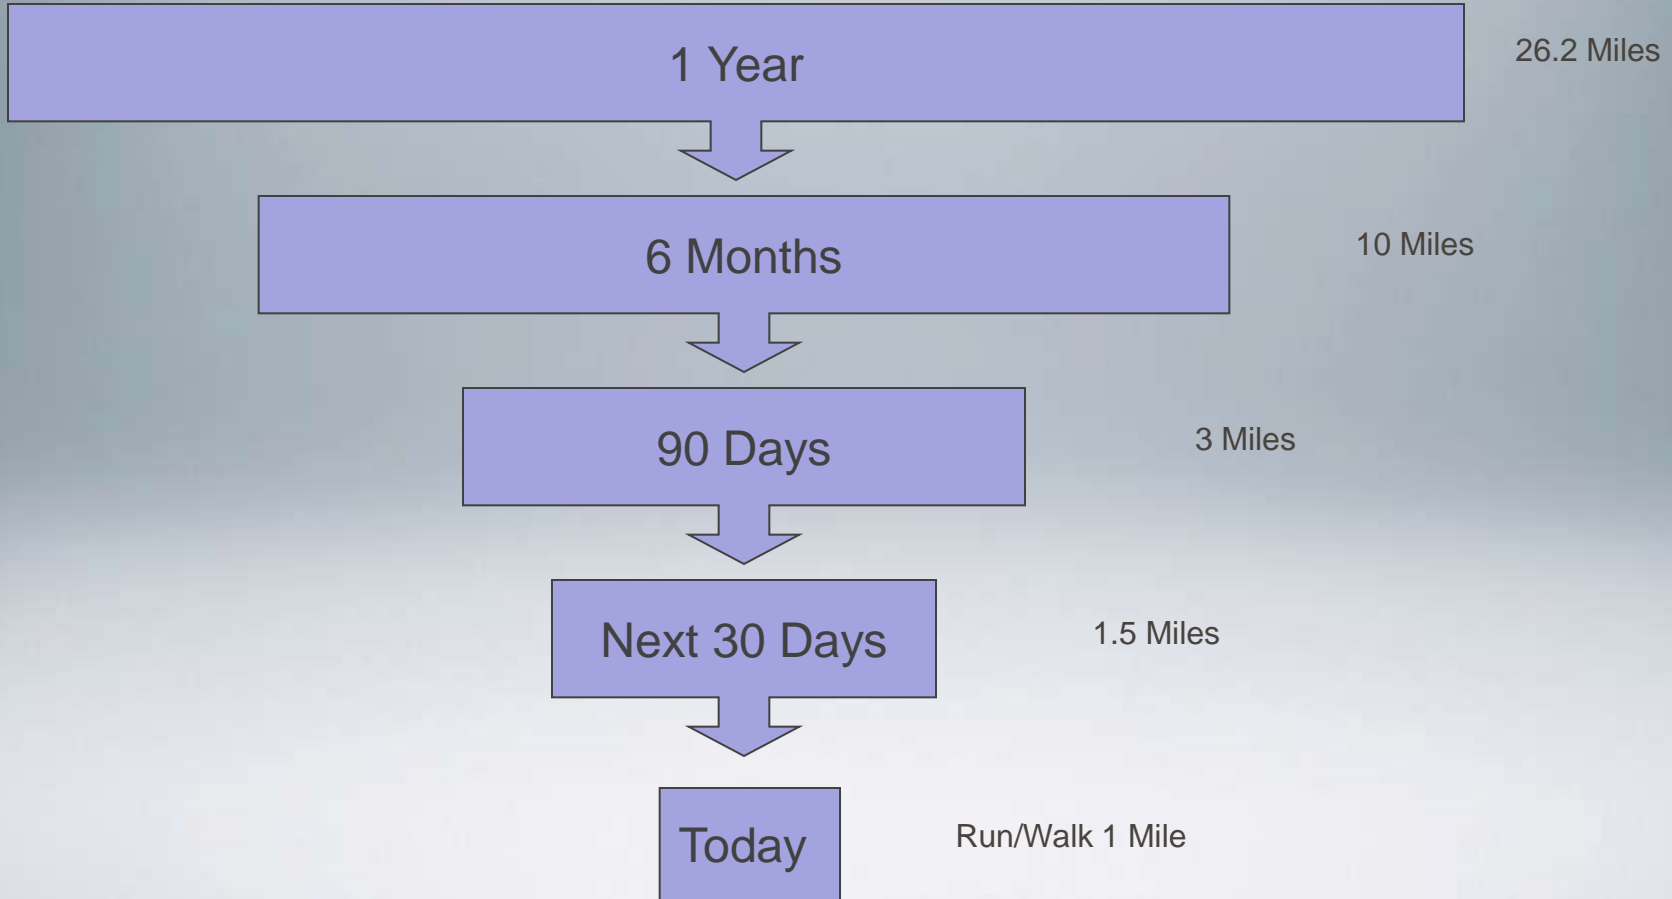 1 Year
26.2 Miles
6 Months
10 Miles
90 Days
3 Miles
Next 30 Days
1.5 Miles
Today
Run/Walk 1 Mile